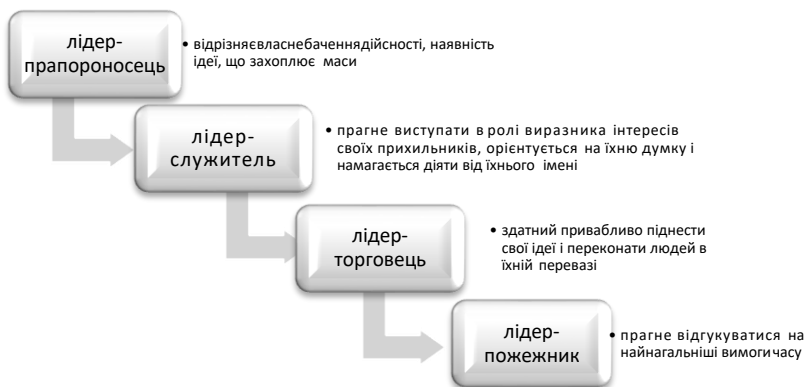 лідер-
прапороносець
• відрізняєвласнебаченнядійсності, наявність
ідеї, що захоплює маси
лідер-
служитель
• прагне виступати в ролі виразника інтересів
своїх прихильників, орієнтується на їхню думку і
намагається діяти від їхнього імені
лідер-
торговець
• здатний привабливо піднести
свої ідеї і переконати людей в
їхній перевазі
лідер-
пожежник
• прагне відгукуватися на
найнагальніші вимогичасу